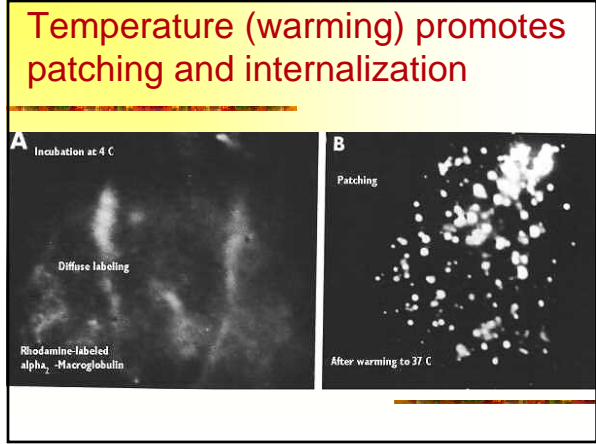 Temperature (warming) promotes
patching and internalization
A
Incubation at 4 C
Diffuse labeling
Rhodamine-labeled
alpha₂ -Macroglobulin
B
Patching
After warming to 37 C